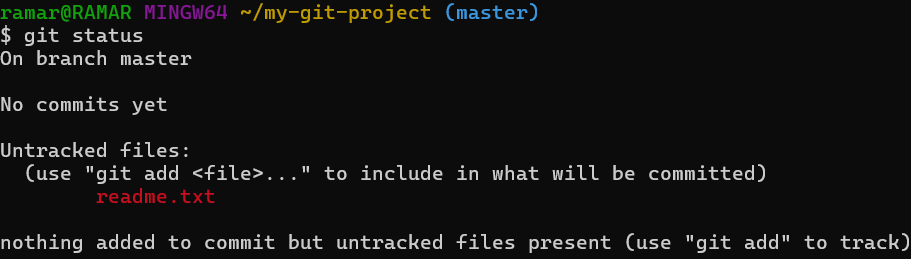 ramar@RAMAR MINGW64 ~/my-git-project (master)
$ git status
On branch master
No commits yet
Untracked files:
  (use "git add <file>..." to include in what will be committed)
        readme.txt
nothing added to commit but untracked files present (use "git add" to track)